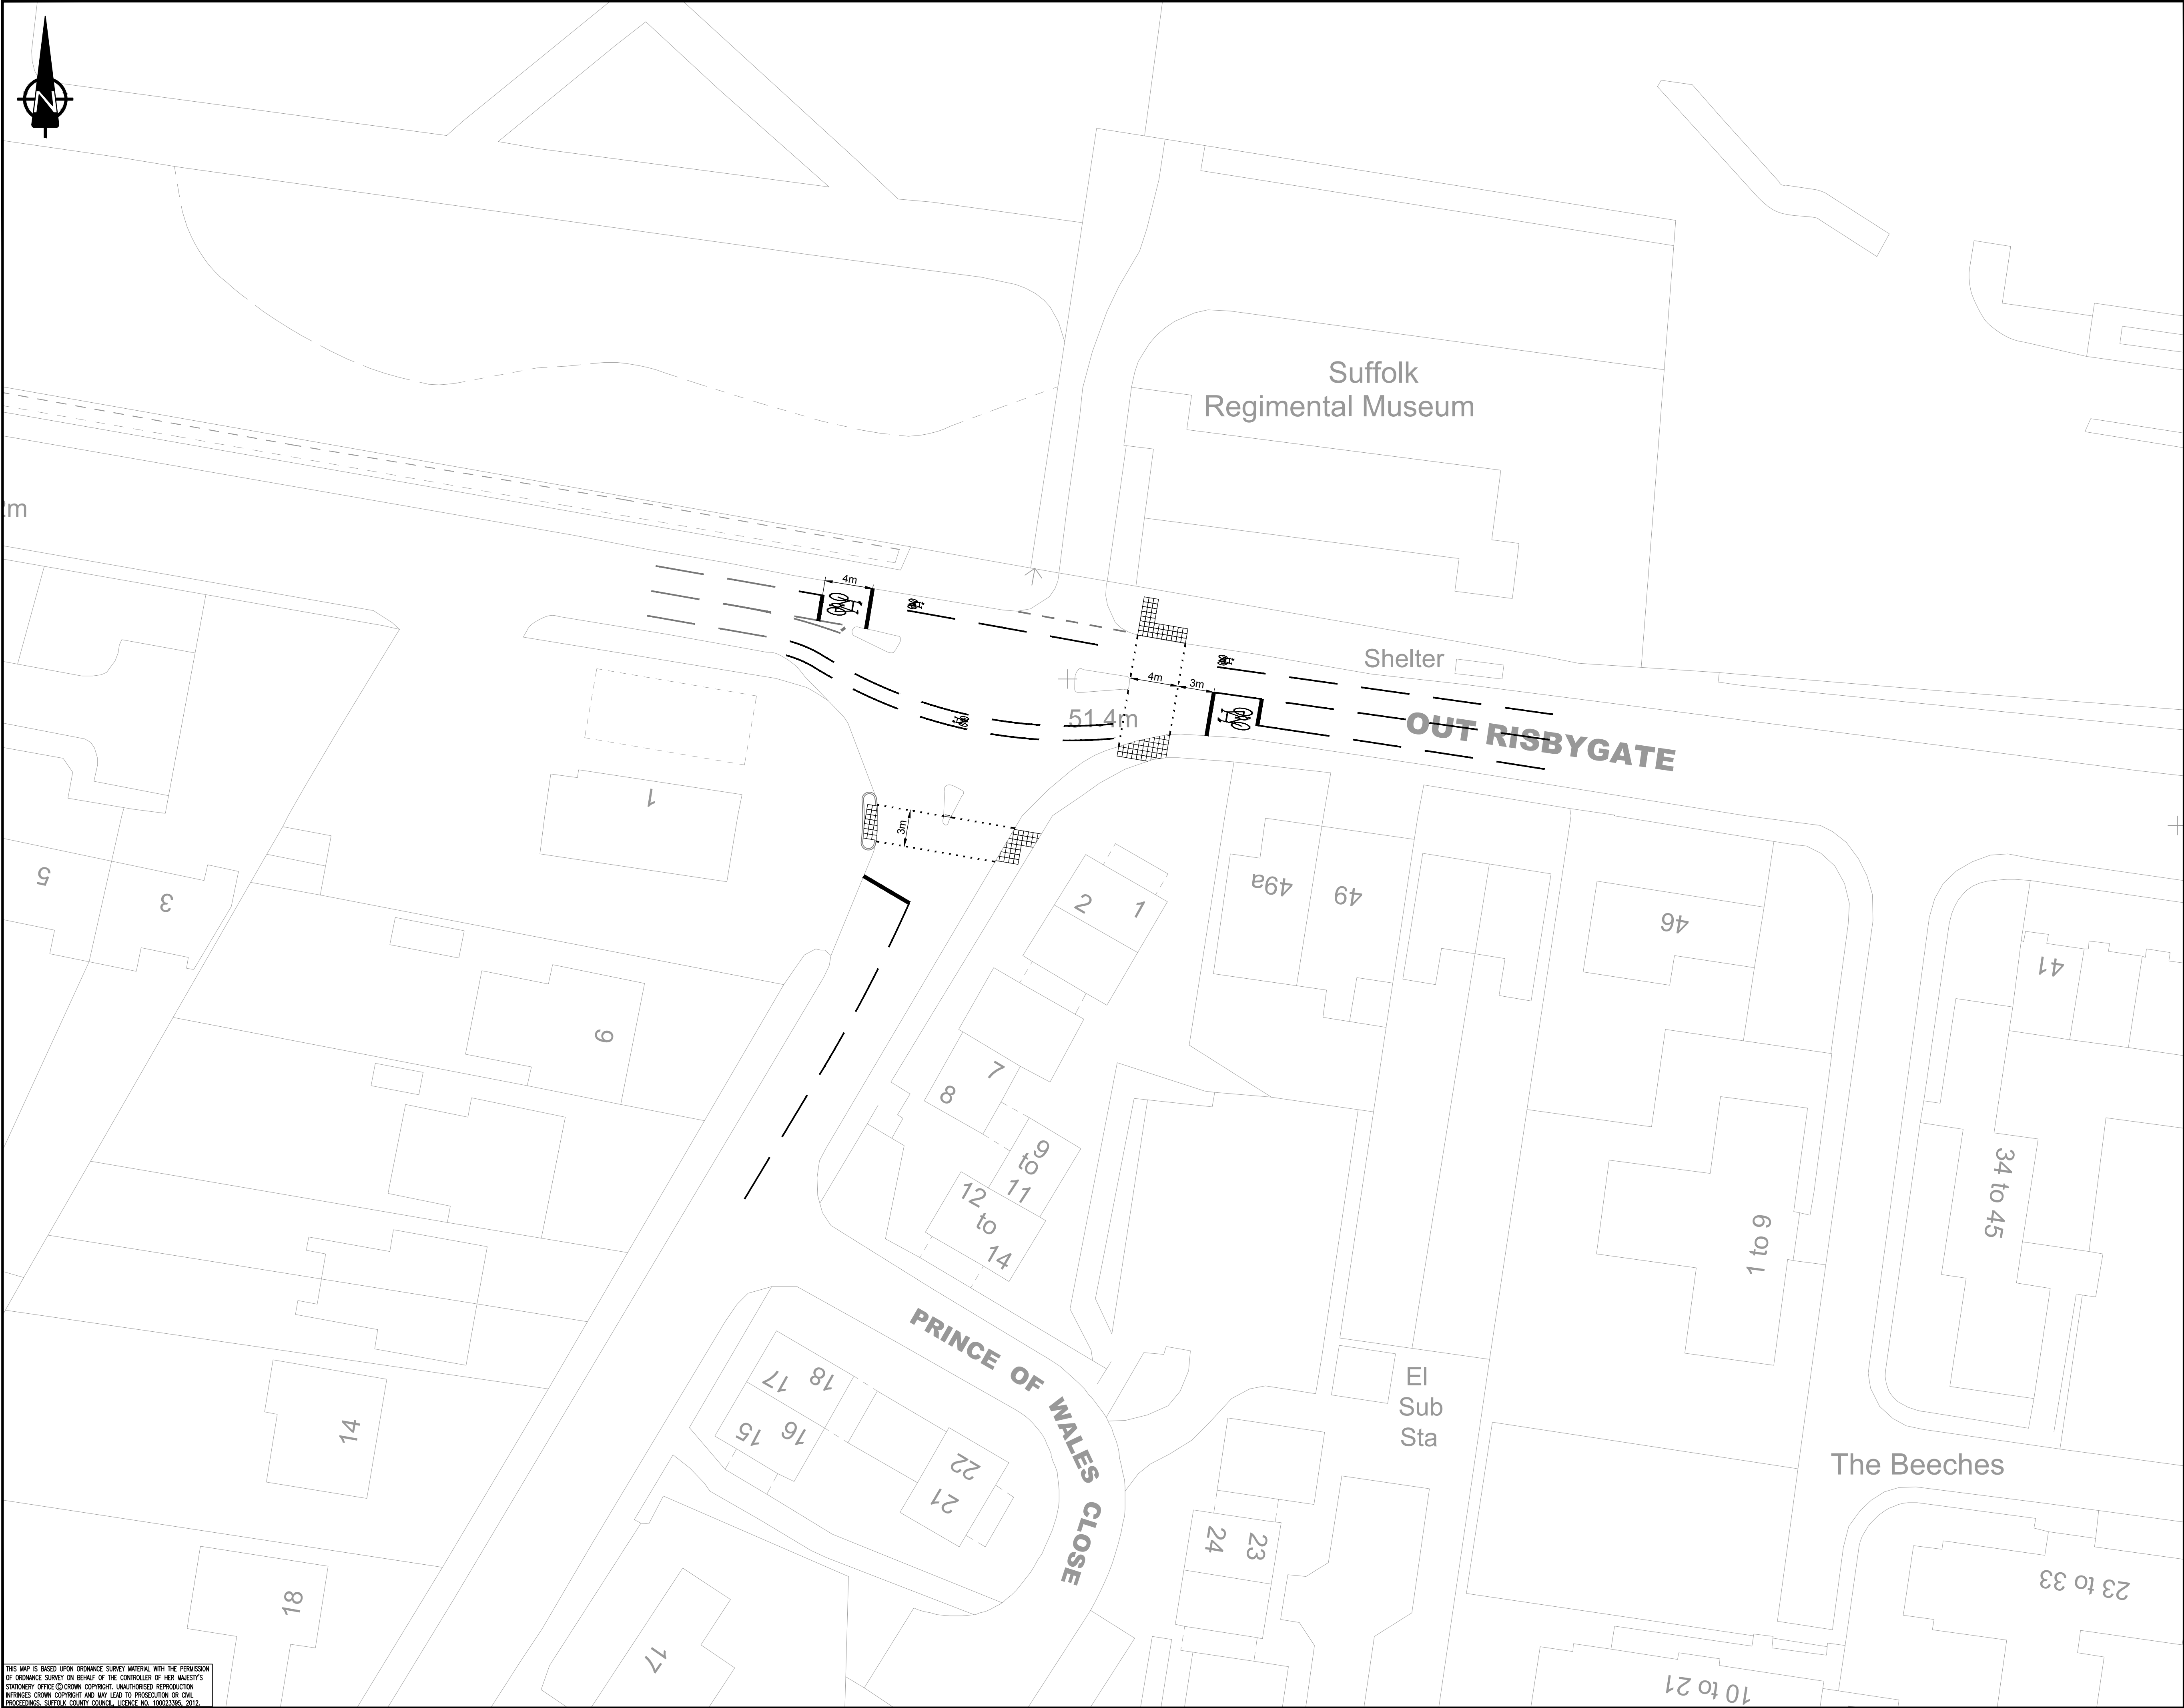 N
Suffolk
Regimental Museum
4m
Shelter
4m
3m
51.4m
OUT RISBYGATE
1
3m
5
3
2
1
49a
49
46
41
6
7
8
9
to
11
12
to
14
34 to 45
1 to 6
PRINCE OF WALES CLOSE
El
Sub
Sta
17
18
15
16
14
22
21
The Beeches
24
23
23 to 33
18
17
10 to 21
THIS MAP IS BASED UPON ORDNANCE SURVEY MATERIAL WITH THE PERMISSION
OF ORDNANCE SURVEY ON BEHALF OF THE CONTROLLER OF HER MAJESTY'S
STATIONERY OFFICE © CROWN COPYRIGHT. UNAUTHORISED REPRODUCTION
INFRINGES CROWN COPYRIGHT AND MAY LEAD TO PROSECUTION OR CIVIL
PROCEEDINGS. SUFFOLK COUNTY COUNCIL, LICENCE NO. 100023395, 2012.